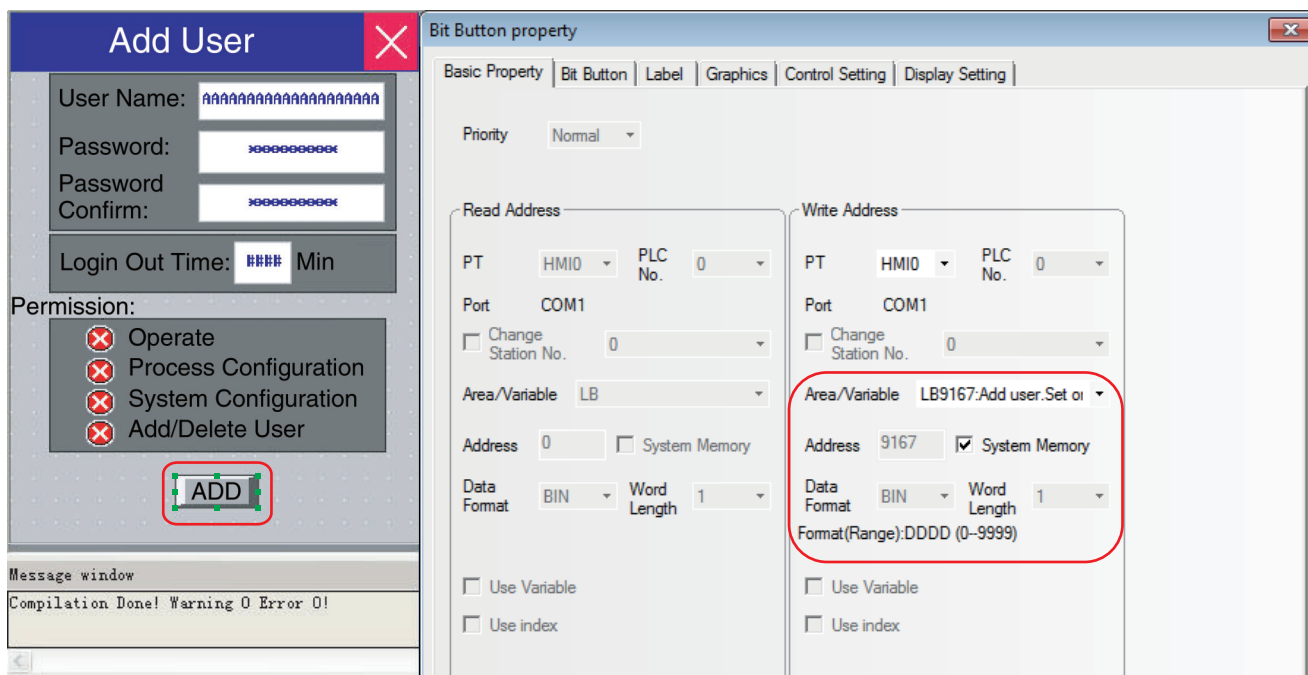 Add User
User Name: AAAAAAAAAAAAAAAAAAAA
Password: **********
Password
Confirm: **********
Login Out Time: #### Min
Permission:
Operate
Process Configuration
System Configuration
Add/Delete User
ADD
Message window
Compilation Done! Warning 0 Error 0!
Bit Button property
Basic Property Bit Button Label Graphics Control Setting Display Setting
Priority Normal
Read Address
PT HMI0 PLC No. 0
Port COM1
Change Station No. 0
Area/Variable LB
Address 0 System Memory
Data Format BIN Word Length 1
Use Variable
Use index
Write Address
PT HMI0 PLC No. 0
Port COM1
Change Station No. 0
Area/Variable LB9167:Add user.Set or
Address 9167 System Memory
Data Format BIN Word Length 1
Format(Range):DDDD (0--9999)
Use Variable
Use index